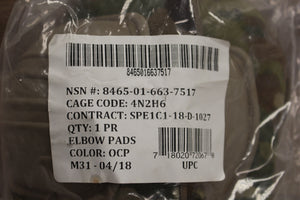 8465016637517
NSN #: 8465-01-663-7517
CAGE CODE: 4N2H6
CONTRACT: SPE1C1-18-D-1027
QTY: 1 PR
ELBOW PADS
COLOR: OCP
M31 - 04/18
UPC